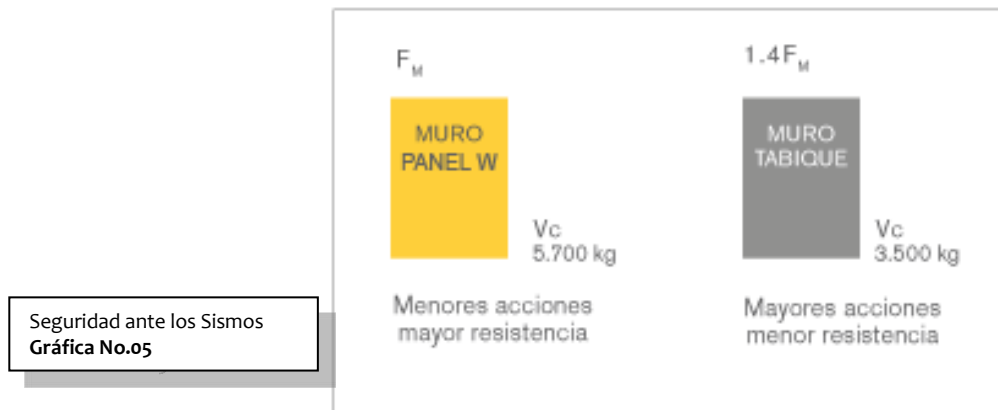 F_M
MURO
PANEL W
Vc
5.700 kg
Menores acciones
mayor resistencia
1.4F_M
MURO
TABIQUE
Vc
3.500 kg
Mayores acciones
menor resistencia
Seguridad ante los Sismos
Gráfica No.05